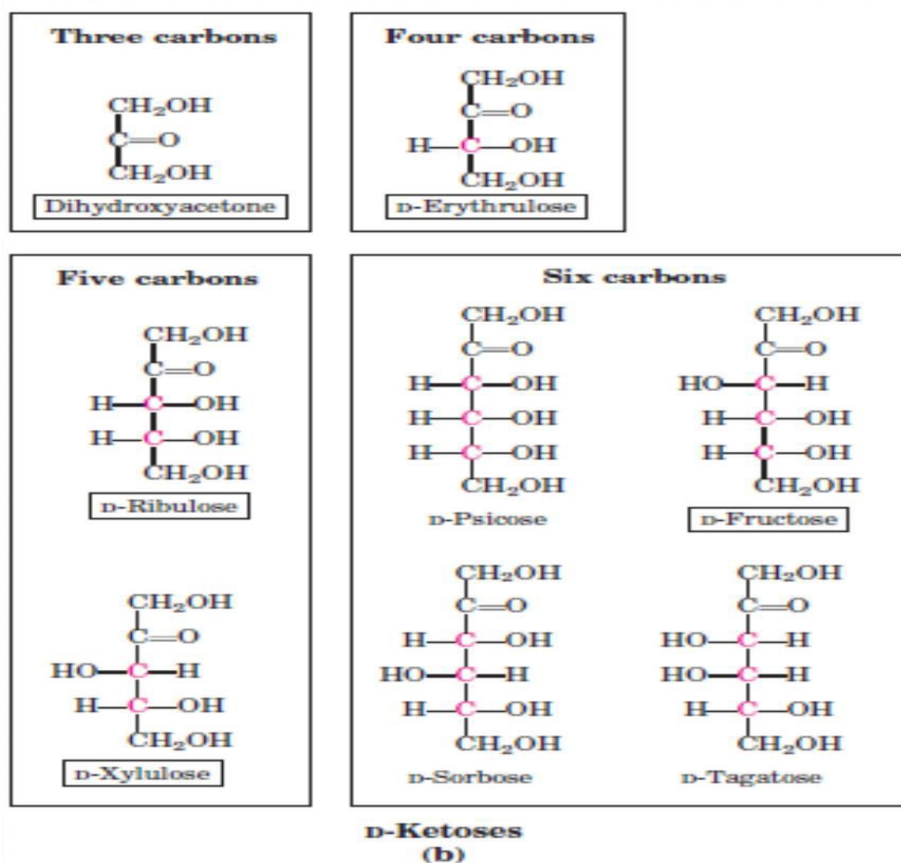 Three carbons
CH₂OH
C=O
CH₂OH
Dihydroxyacetone
Four carbons
CH₂OH
C=O
H—C—OH
CH₂OH
D-Erythrulose
Five carbons
CH₂OH
C=O
H—C—OH
H—C—OH
CH₂OH
D-Ribulose
CH₂OH
C=O
HO—C—H
H—C—OH
CH₂OH
D-Xylulose
Six carbons
CH₂OH
C=O
H—C—OH
H—C—OH
H—C—OH
CH₂OH
D-Psicose
CH₂OH
C=O
HO—C—H
H—C—OH
H—C—OH
CH₂OH
D-Fructose
CH₂OH
C=O
H—C—OH
HO—C—H
H—C—OH
CH₂OH
D-Sorbose
CH₂OH
C=O
HO—C—H
HO—C—H
H—C—OH
CH₂OH
D-Tagatose
D-Ketoses
(b)